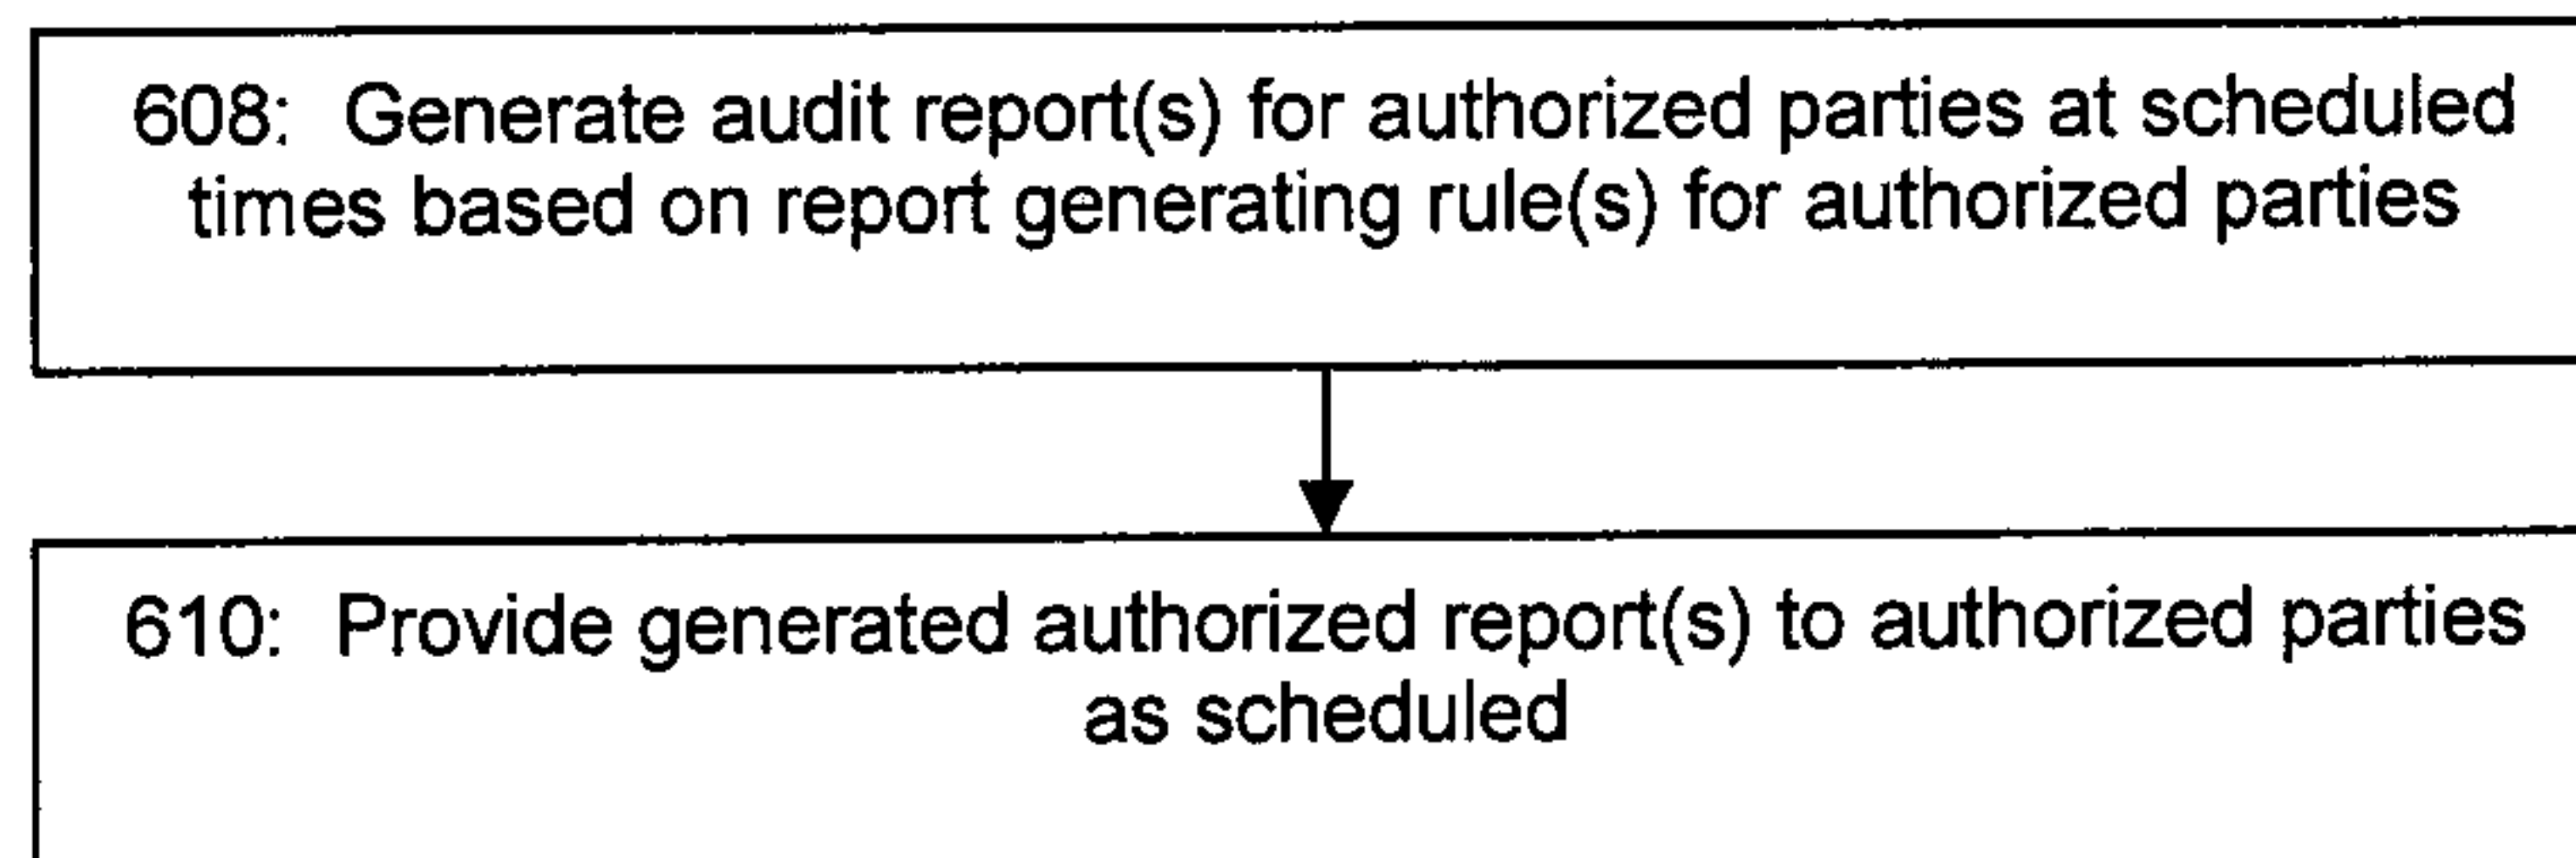 608: Generate audit report(s) for authorized parties at scheduled
times based on report generating rule(s) for authorized parties
610: Provide generated authorized report(s) to authorized parties
as scheduled